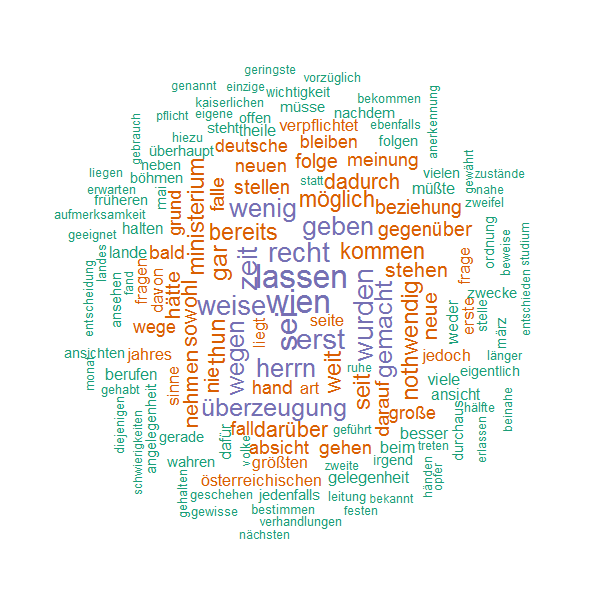 geringste
genannt
einzige
vorzüglich
wichtigkeit
kaiserlichen
bekommen
müsse
nachdem
pflicht
eigene
offen
gebrauch
anerkennung
steht
theile
verpflichtet
ebenfalls
hiezu
deutsche
bleiben
folgen
überhaupt
neben
neuen
folge
meinung
gewährt
liegen
böhmen
ministerium
falle
stellen
statt
dadurch
vielen
zustände
erwarten
mai
grund
müßte
nahe
früheren
wenig
möglich
beziehung
zweifel
aufmerksamkeit
geeignet
halten
bereits
geben
gegenüber
ordnung
studium
landes
lande
bald
gar
zeit
recht
kommen
frage
beweise
entscheidung
ansehen
fand
fragen
davon
hätte
sowohl
lassen
stehen
zwecke
entschieden
weise
wien
wurden
gemacht
nothwendig
neue
erste
stelle
wege
thun
wegen
liegt
sei
seite
erst
weder
märz
ansichten
jahres
nehmen
nie
herrn
ruhe
weit
seit
jedoch
länger
monat
berufen
sinne
hand
art
darauf
viele
eigentlich
gehabt
ansicht
diejenigen
angelegenheit
überzeugung
große
hälfte
beinahe
schwierigkeiten
gerade
dafür
fall
darüber
geführt
besser
durchaus
erlassen
volke
absicht
gehen
beim
treten
wahren
größten
zweite
irgend
händen
opfer
gehalten
österreichischen
gelegenheit
geschehen
jedenfalls
leitung
bekannt
gewisse
bestimmen
festen
verhandlungen
nächsten